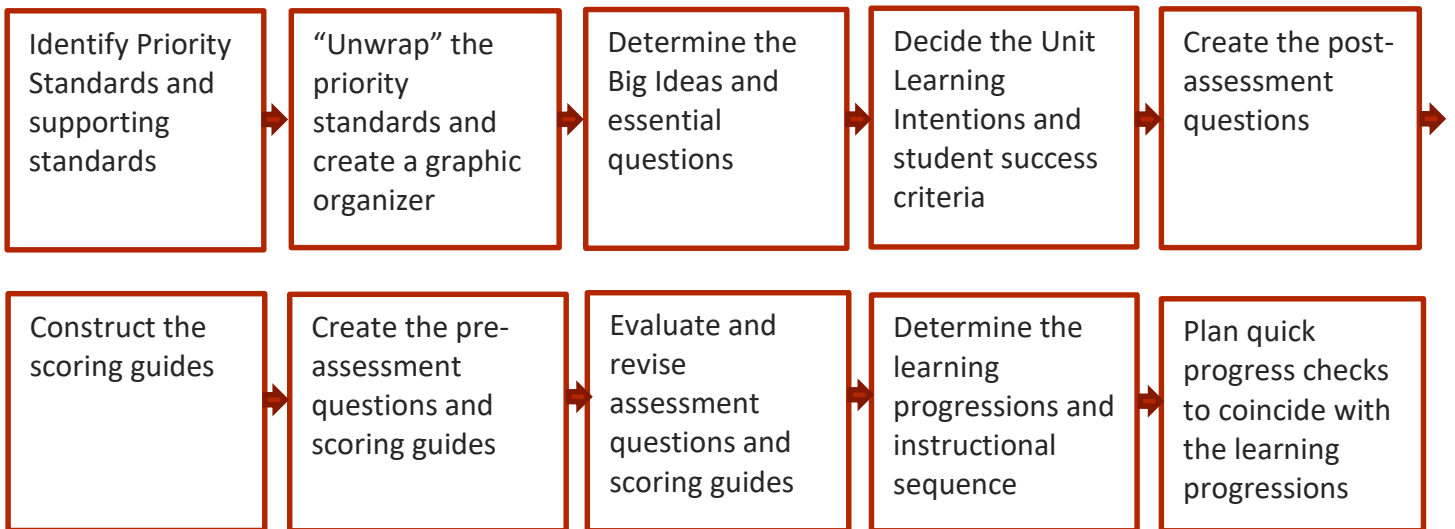 Identify Priority
Standards and
supporting
standards
“Unwrap” the
priority
standards and
create a graphic
organizer
Determine the
Big Ideas and
essential
questions
Decide the Unit
Learning
Intentions and
student success
criteria
Create the post-
assessment
questions
Construct the
scoring guides
Create the pre-
assessment
questions and
scoring guides
Evaluate and
revise
assessment
questions and
scoring guides
Determine the
learning
progressions and
instructional
sequence
Plan quick
progress checks
to coincide with
the learning
progressions